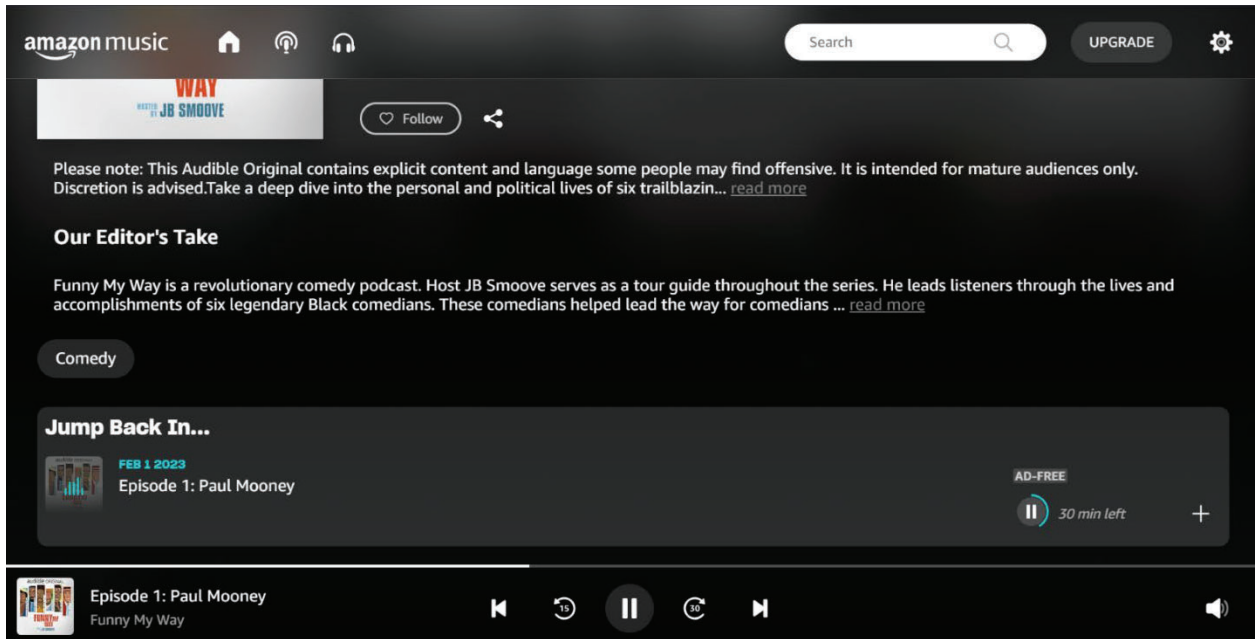 amazon music
Search
UPGRADE
WAY
HOSTED BY JB SMOOVE
Follow
Please note: This Audible Original contains explicit content and language some people may find offensive. It is intended for mature audiences only.
Discretion is advised.Take a deep dive into the personal and political lives of six trailblazin... read more
Our Editor's Take
Funny My Way is a revolutionary comedy podcast. Host JB Smoove serves as a tour guide throughout the series. He leads listeners through the lives and
accomplishments of six legendary Black comedians. These comedians helped lead the way for comedians ... read more
Comedy
Jump Back In...
FEB 1 2023
Episode 1: Paul Mooney
AD-FREE
30 min left
Episode 1: Paul Mooney
Funny My Way
15
30